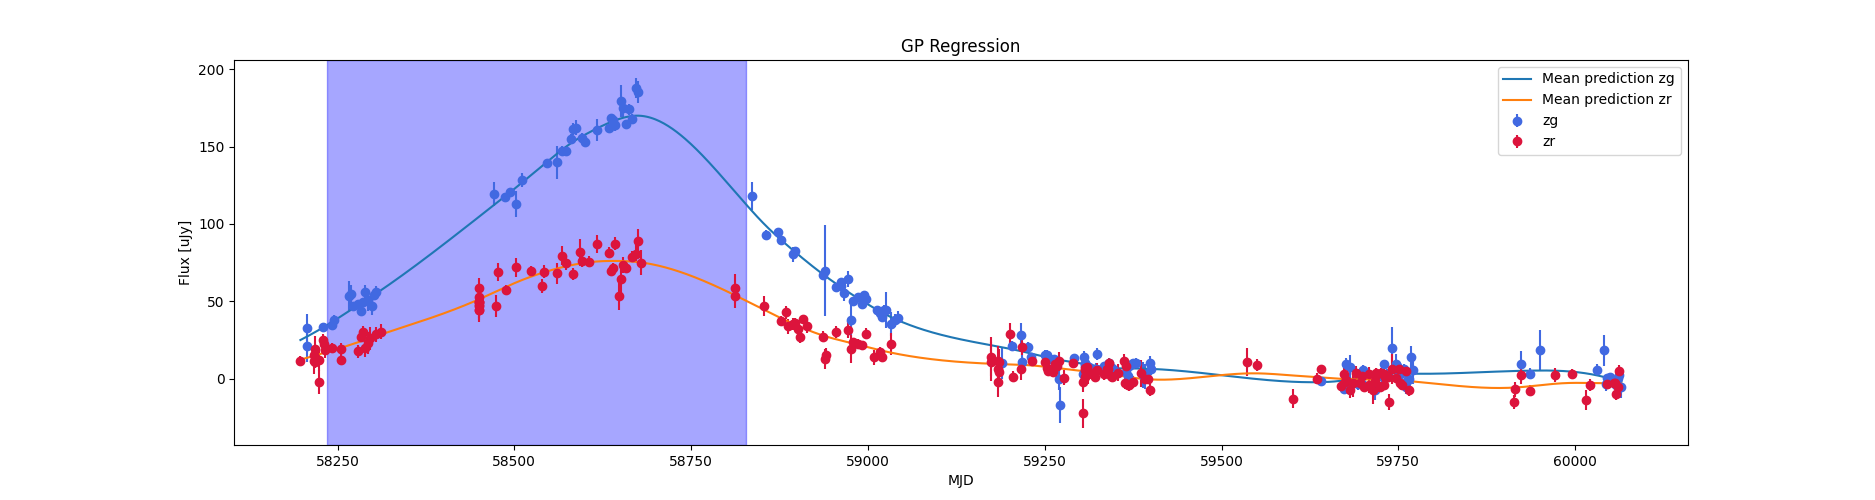 GP Regression
Flux [uJy]
200
150
100
50
0
Mean prediction zg
Mean prediction zr
zg
zr
58250 58500 58750 59000 59250 59500 59750 60000
MJD